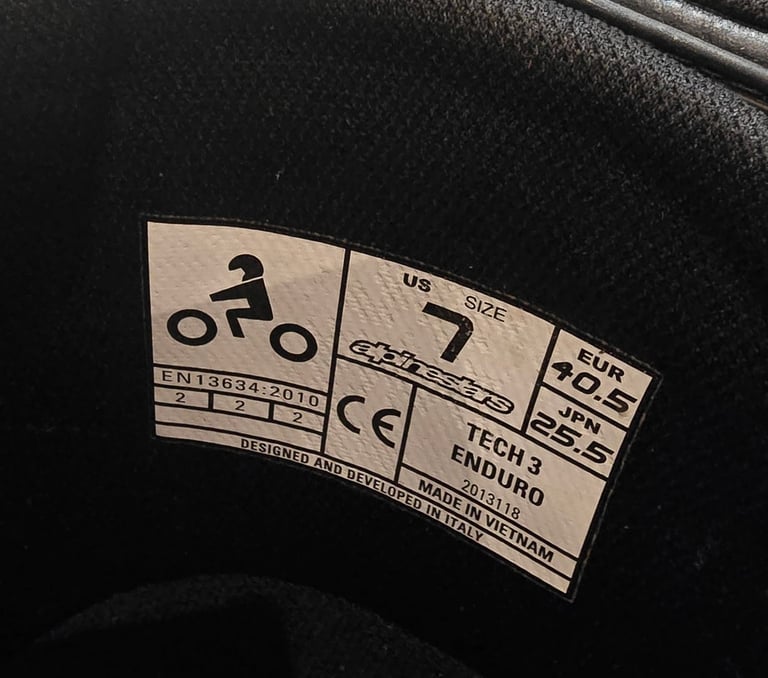 US SIZE
7
alpinestars
EUR
40.5
JPN
25.5
EN13634:2010
2 2 2
CE
TECH 3
ENDURO
2013118
MADE IN VIETNAM
DESIGNED AND DEVELOPED IN ITALY